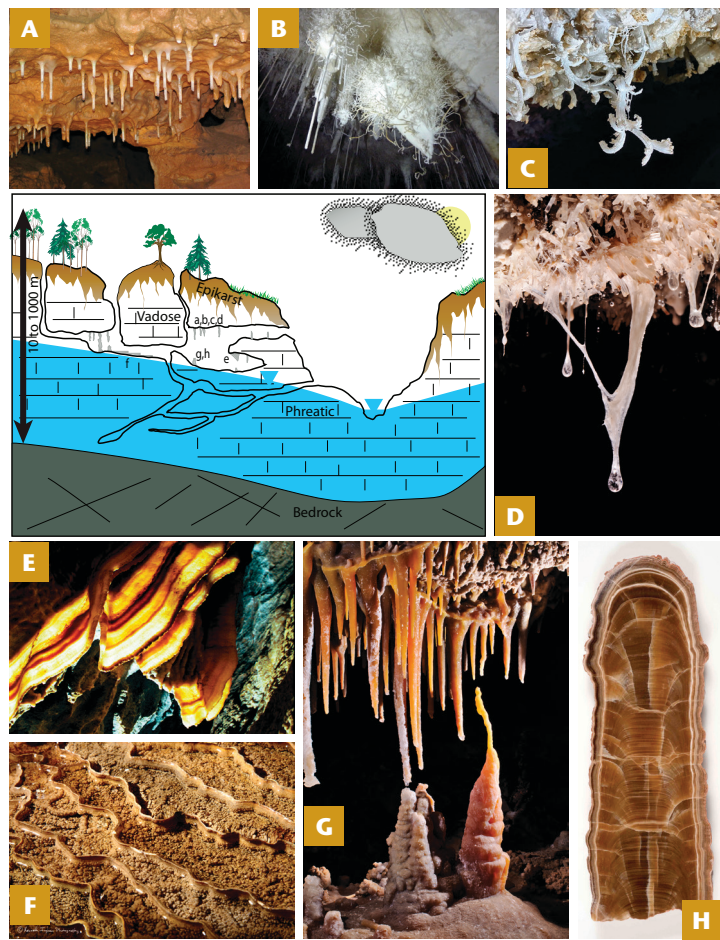 A
B
C
10 to 1000 m
Epikarst
Vadose
a,b,c,d
g,h
e
f
Phreatic
Bedrock
D
E
F
G
H